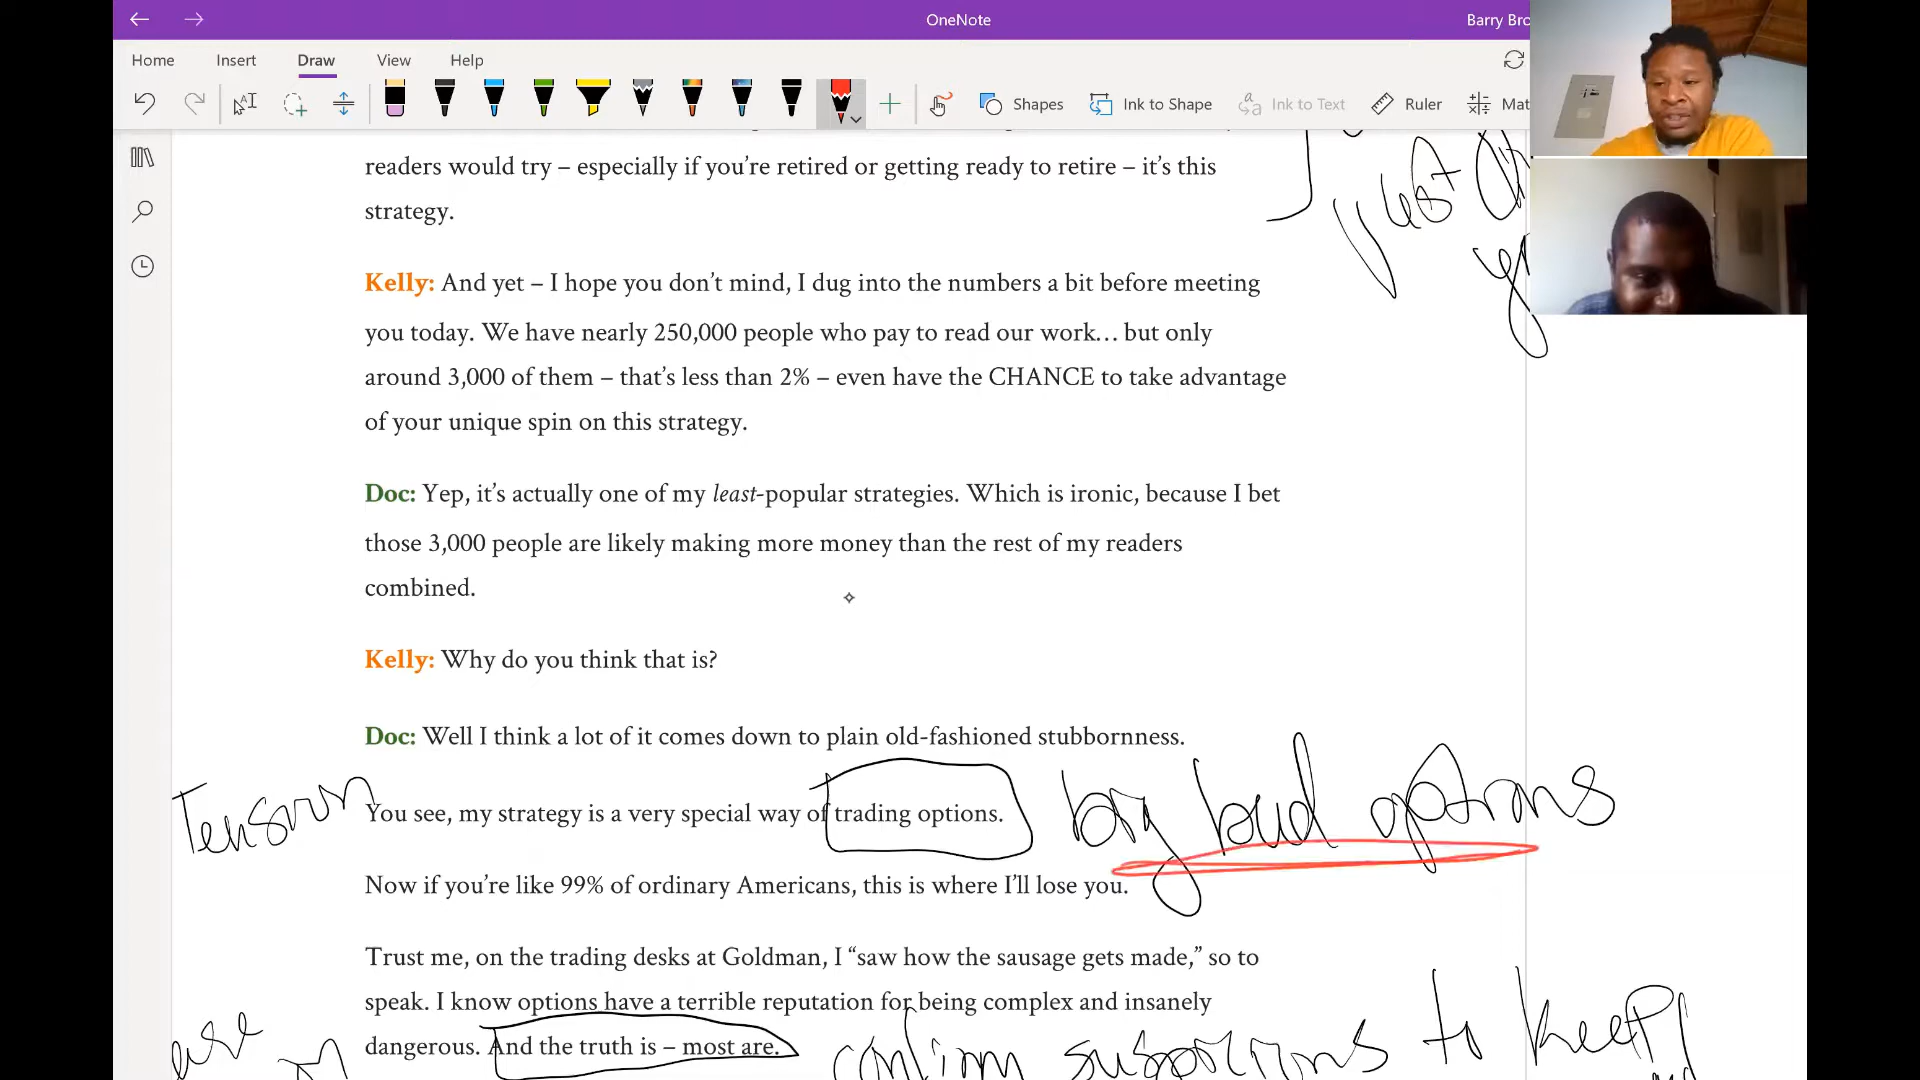 OneNote
Barry Bro
Home Insert Draw View Help
Shapes Ink to Shape Ink to Text Ruler Mat
readers would try – especially if you’re retired or getting ready to retire – it’s this
strategy.
just
Kelly: And yet – I hope you don’t mind, I dug into the numbers a bit before meeting
you today. We have nearly 250,000 people who pay to read our work… but only
around 3,000 of them – that’s less than 2% – even have the CHANCE to take advantage
of your unique spin on this strategy.
Doc: Yep, it’s actually one of my least-popular strategies. Which is ironic, because I bet
those 3,000 people are likely making more money than the rest of my readers
combined.
Kelly: Why do you think that is?
Doc: Well I think a lot of it comes down to plain old-fashioned stubbornness.
Tension
You see, my strategy is a very special way of trading options.
big bud options
Now if you’re like 99% of ordinary Americans, this is where I’ll lose you.
Trust me, on the trading desks at Goldman, I “saw how the sausage gets made,” so to
speak. I know options have a terrible reputation for being complex and insanely
dangerous. And the truth is – most are.
confirm suspicions to keep